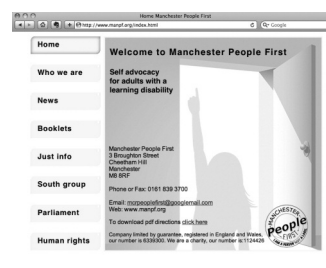 Home Manchester People First
http://www.manpf.org/index.html
Google
Home
Who we are
News
Booklets
Just info
South group
Parliament
Human rights
Welcome to Manchester People First
Self advocacy
for adults with a
learning disability
Manchester People First
3 Broughton Street
Cheetham Hill
Manchester
M8 8RF
Phone or Fax: 0161 839 3700
Email: mcrpeoplefirst@googlemail.com
Web: www.manpf.org
To download pdf directions click here
Company limited by guarantee, registered in England and Wales,
our number is 6339300. We are a charity, our number is:1124426
MANCHESTER
People
FIRST